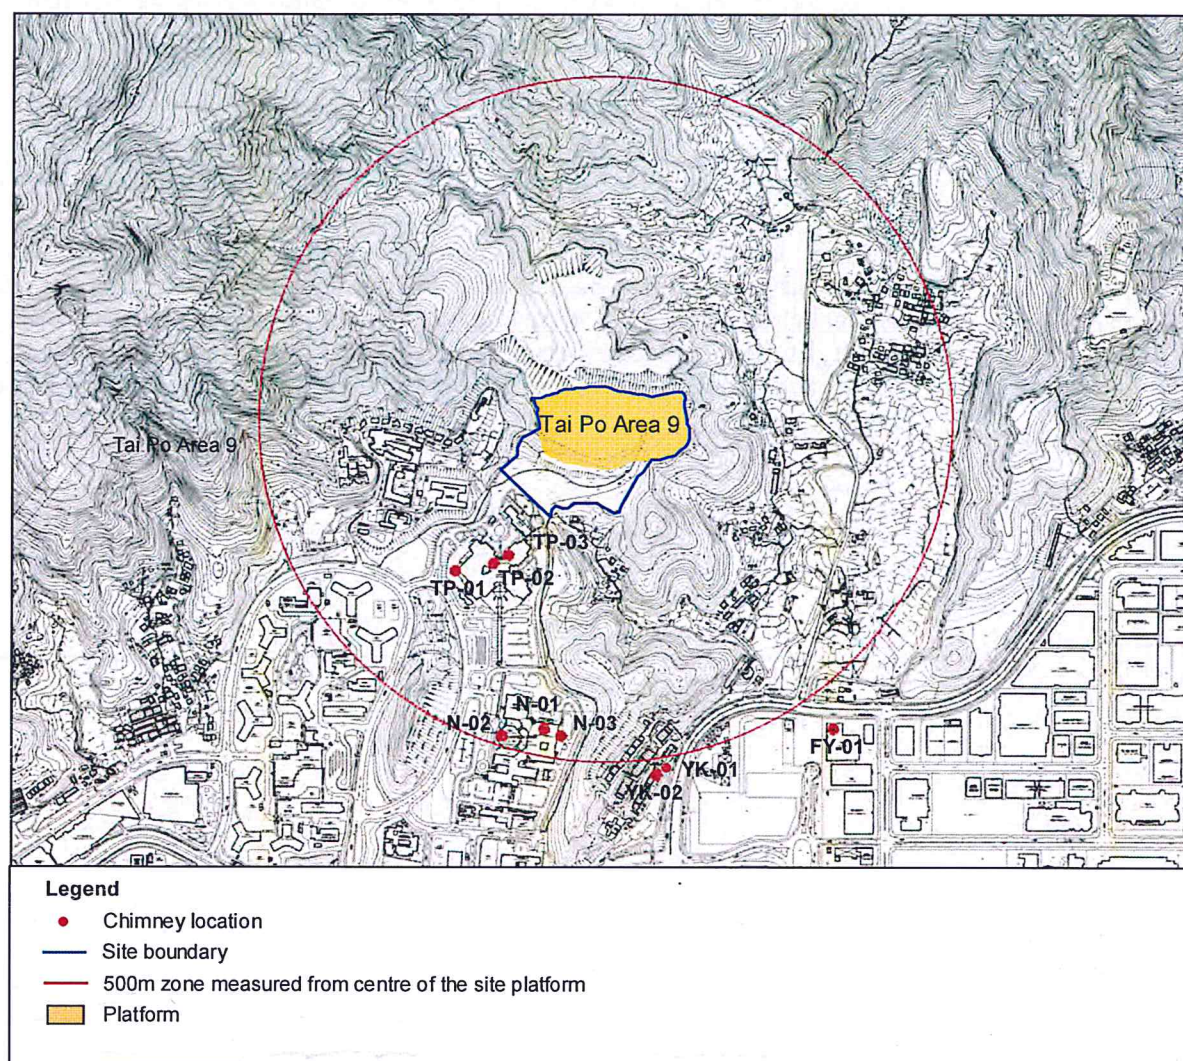 Tai Po Area 9
Tai Po Area 9
TP-03
TP-02
TP-01
N-01
N-02
N-03
FY-01
YK-01
YK-02
Legend
Chimney location
Site boundary
500m zone measured from centre of the site platform
Platform